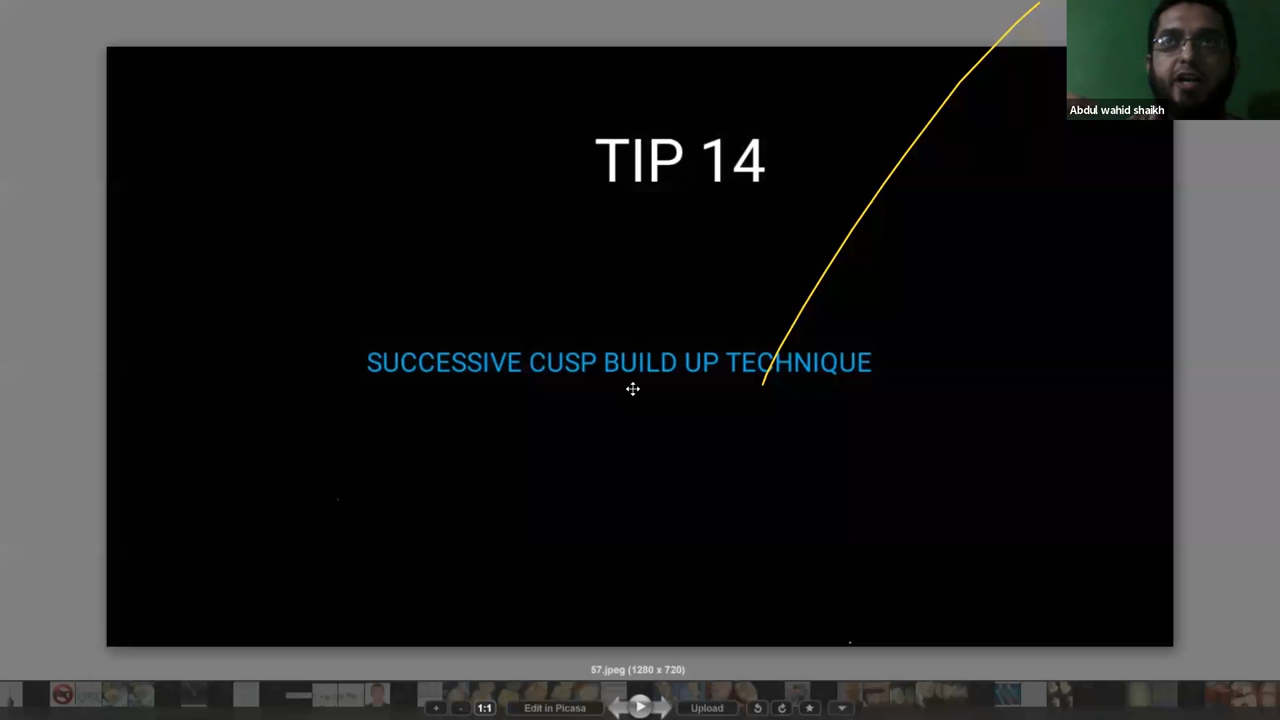 Abdul wahid shaikh
TIP 14
SUCCESSIVE CUSP BUILD UP TECHNIQUE
57.jpeg (1280 x 720)
+ - 1:1 Edit in Picasa Upload